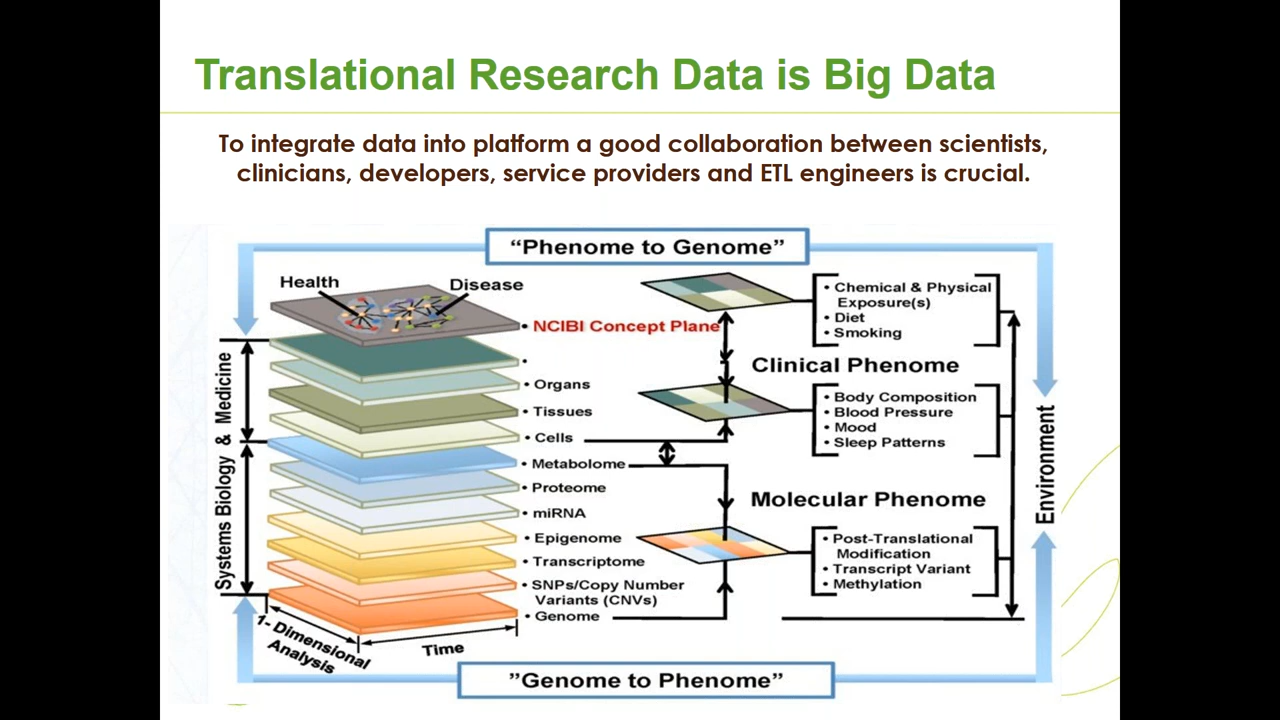 Translational Research Data is Big Data
To integrate data into platform a good collaboration between scientists,
clinicians, developers, service providers and ETL engineers is crucial.
“Phenome to Genome”
Health
Disease
• NCIBI Concept Plane
•
• Organs
• Tissues
• Cells
• Metabolome
• Proteome
• miRNA
• Epigenome
• Transcriptome
• SNPs/Copy Number
Variants (CNVs)
• Genome
Systems Biology & Medicine
1- Dimensional
Analysis
Time
• Chemical & Physical
Exposure(s)
• Diet
• Smoking
Clinical Phenome
• Body Composition
• Blood Pressure
• Mood
• Sleep Patterns
Molecular Phenome
• Post-Translational
Modification
• Transcript Variant
• Methylation
Environment
”Genome to Phenome”